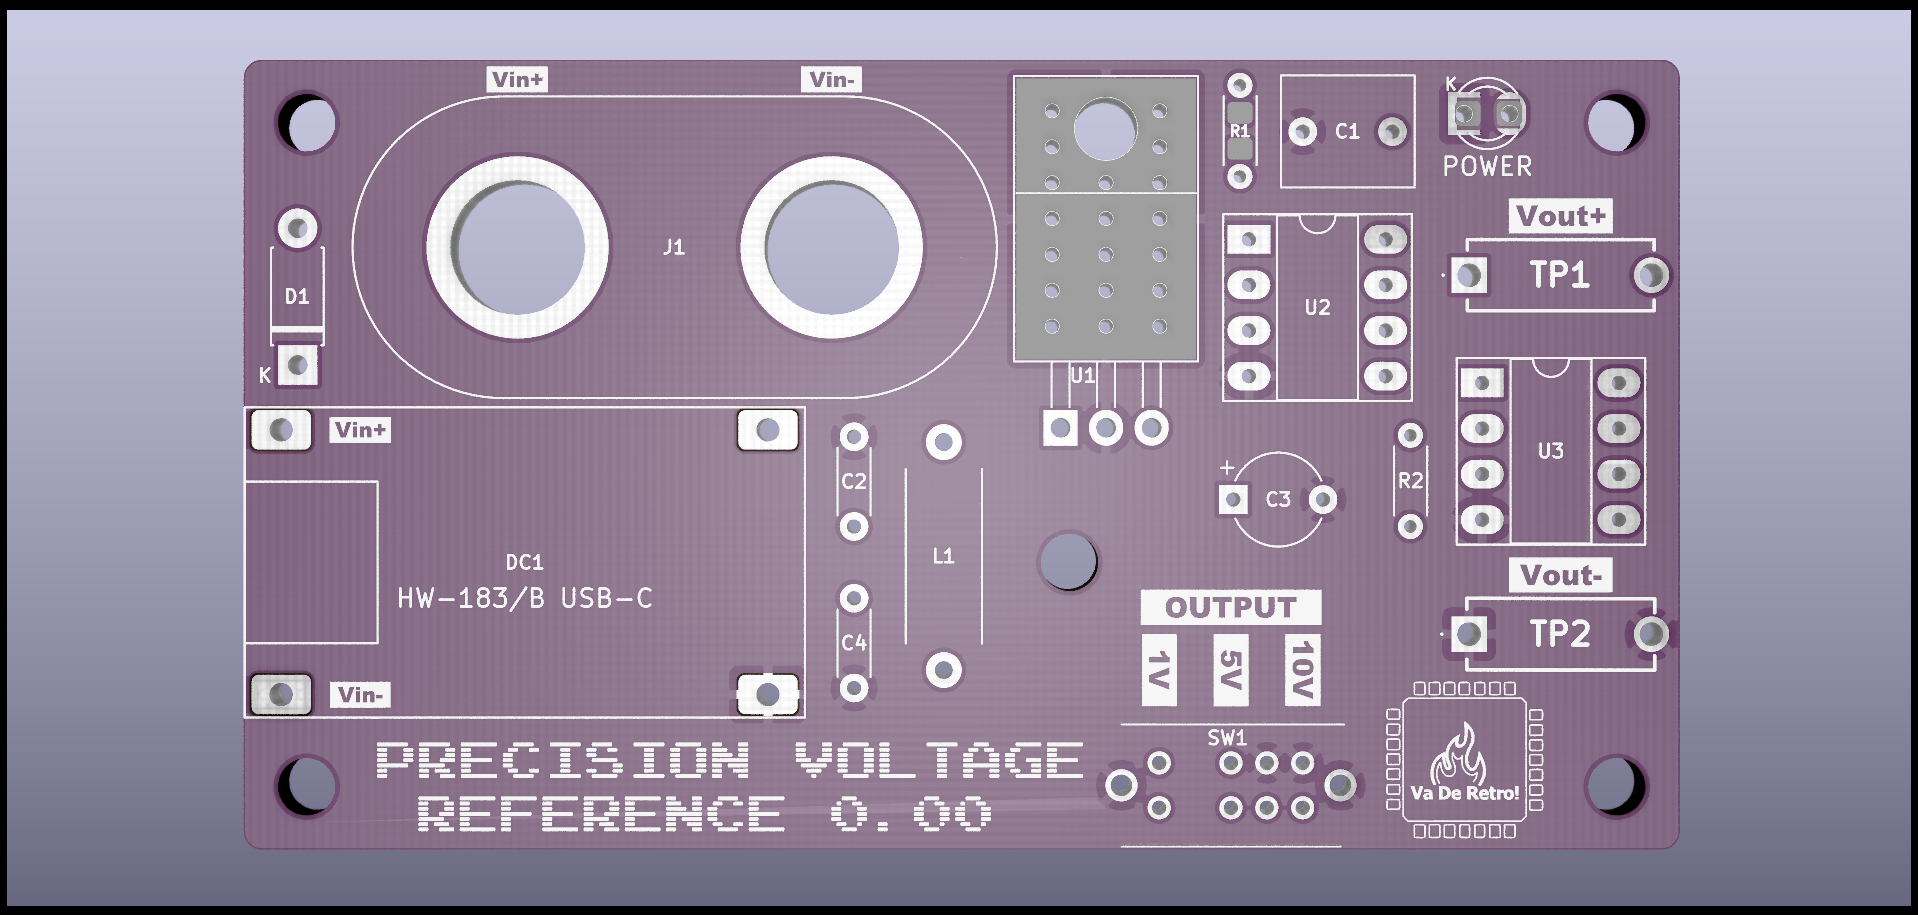 Vin+
Vin-
K
R1
C1
POWER
J1
Vout+
TP1
D1
U2
K
U1
Vin+
C2
+
C3
R2
U3
DC1
HW-183/B USB-C
L1
Vout-
OUTPUT
TP2
C4
1V
5V
10V
Vin-
SW1
PRECISION VOLTAGE
REFERENCE 0.00
Va De Retro!